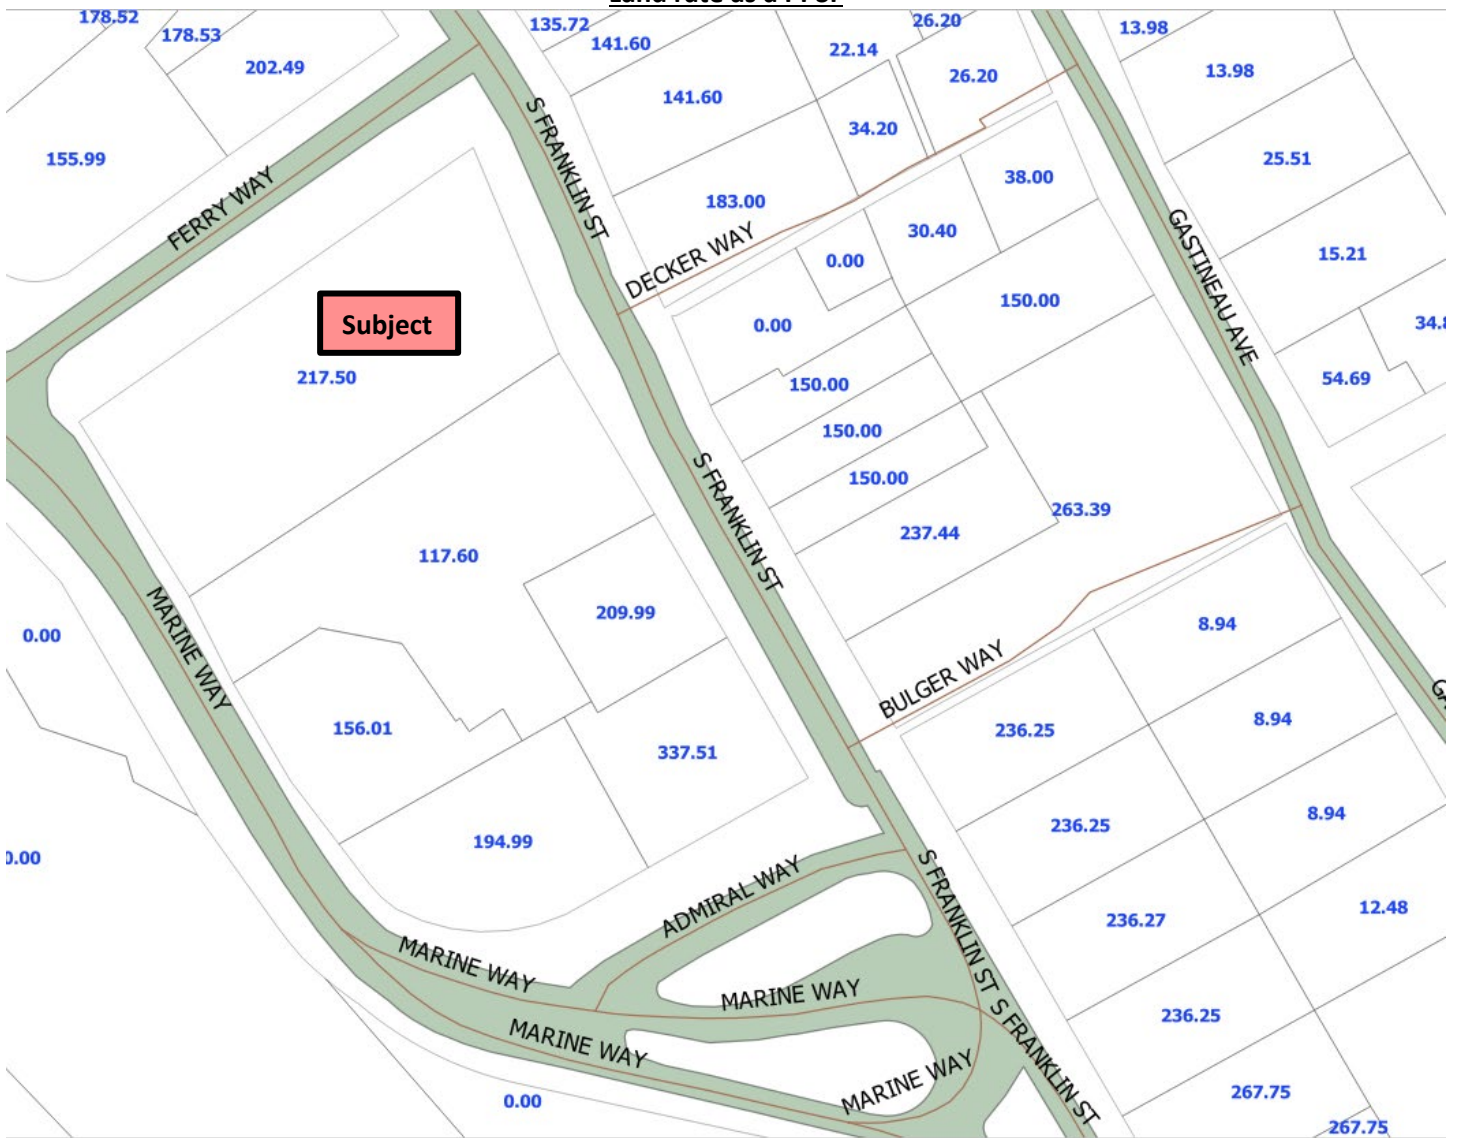 Land rate as a PPSF
178.52
178.53
202.49
155.99
135.72
141.60
141.60
22.14
26.20
26.20
34.20
183.00
13.98
13.98
25.51
15.21
54.69
FERRY WAY
S FRANKLIN ST
DECKER WAY
GASTINEAU AVE
38.00
30.40
0.00
0.00
150.00
150.00
150.00
150.00
237.44
263.39
Subject
217.50
117.60
209.99
S FRANKLIN ST
MARINE WAY
0.00
156.01
337.51
194.99
BULGER WAY
8.94
236.25
8.94
236.25
8.94
236.27
12.48
236.25
267.75
267.75
0.00
ADMIRAL WAY
S FRANKLIN ST
MARINE WAY
MARINE WAY
MARINE WAY
MARINE WAY
S FRANKLIN ST
0.00